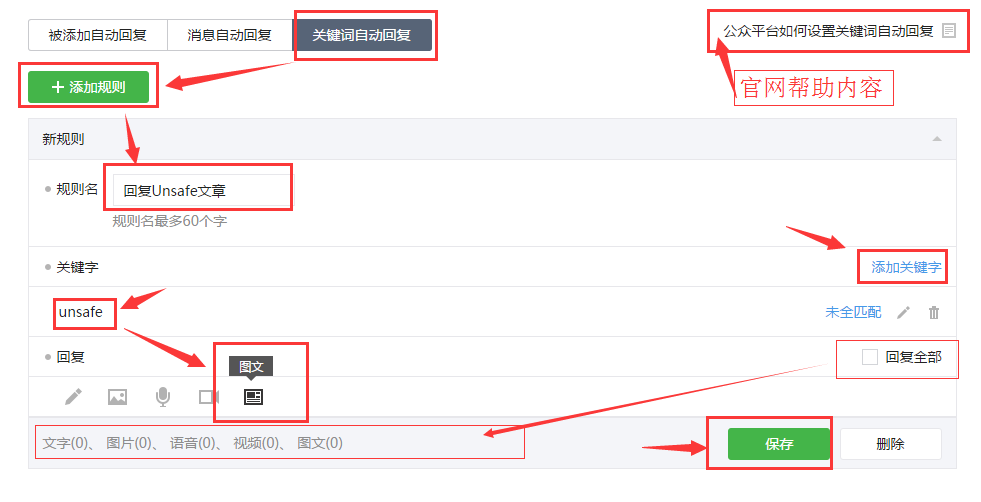 被添加自动回复 消息自动回复 关键词自动回复 公众平台如何设置关键词自动回复
官网帮助内容
添加规则
新规则
规则名 回复Unsafe文章
规则名最多60个字
关键字 添加关键字
unsafe 未全匹配
回复 回复全部
图文
文字(0)、 图片(0)、 语音(0)、 视频(0)、 图文(0) 保存 删除